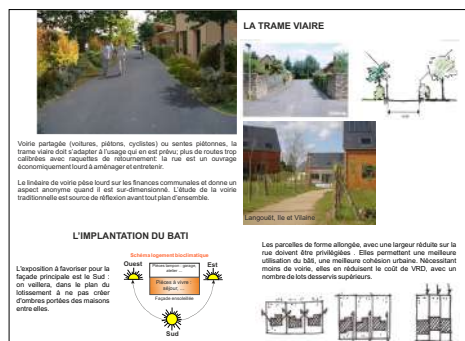 LA TRAME VIAIRE
Voirie partagée (voitures, piétons, cyclistes) ou sentes piétonnes, la
trame viaire doit s'adapter à l'usage qui en est prévu; plus de routes trop
calibrées avec raquettes de retournement: la rue est un ouvrage
économiquement lourd à aménager et entretenir.
Le linéaire de voirie pèse lourd sur les finances communales et donne un
aspect anonyme quand il est sur-dimensionné. L'étude de la voirie
traditionnelle est source de réflexion avant tout plan d'ensemble.
Langouët, Ile et Vilaine
L'IMPLANTATION DU BATI
L'exposition à favoriser pour la
façade principale est le Sud :
on veillera, dans le plan du
lotissement à ne pas créer
d'ombres portées des maisons
entre elles.
Schéma logement bioclimatique
Ouest
Est
Pièces tampon : garage,
atelier ...
Pièces à vivre :
séjour, ...
Façade ensoleillée
Sud
Les parcelles de forme allongée, avec une largeur réduite sur la
rue doivent être privilégiées . Elles permettent une meilleure
utilisation du bâti, une meilleure cohésion urbaine. Nécessitant
moins de voirie, elles en réduisent le coût de VRD, avec un
nombre de lots desservis supérieurs.